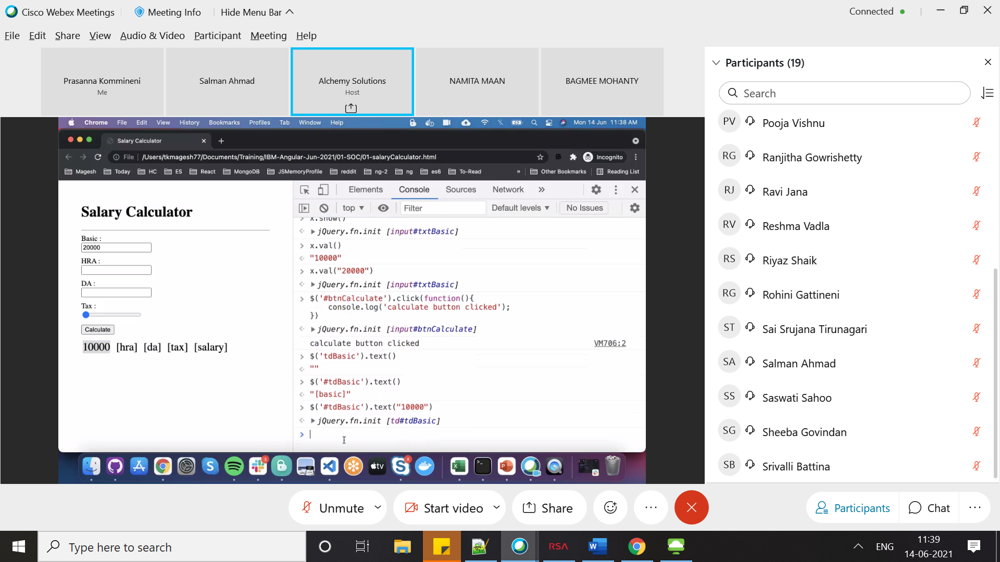 Cisco Webex Meetings
Meeting Info
Hide Menu Bar
Connected
File Edit Share View Audio & Video Participant Meeting Help
Prasanna Kommineni
Me
Salman Ahmad
Alchemy Solutions
Host
NAMITA MAAN
BAGMEE MOHANTY
Participants (19)
Search
PV Pooja Vishnu
RG Ranjitha Gowrishetty
RJ Ravi Jana
RV Reshma Vadla
RS Riyaz Shaik
RG Rohini Gattineni
ST Sai Srujana Tirunagari
SA Salman Ahmad
SS Saswati Sahoo
SG Sheeba Govindan
SB Srivalli Battina
Chrome File Edit View History Bookmarks Profiles Tab Window Help
Mon 14 Jun 11:38 AM
Salary Calculator
File | /Users/tkmagesh77/Documents/Training/IBM-Angular-Jun-2021/01-SOC/01-salaryCalculator.html
Incognito
Magesh Today HC ES React MongoDB JSMemoryProfile reddit ng-2 ng es6 To-Read » Other Bookmarks Reading List
Salary Calculator
Basic :
20000
HRA :
DA :
Tax :
Calculate
10000 [hra] [da] [tax] [salary]
Elements Console Sources Network »
top Filter Default levels No Issues
x.show()
jQuery.fn.init [input#txtBasic]
x.val()
"10000"
x.val("20000")
jQuery.fn.init [input#txtBasic]
$('#btnCalculate').click(function(){
console.log('calculate button clicked');
})
jQuery.fn.init [input#btnCalculate]
calculate button clicked VM706:2
$('tdBasic').text()
""
$('#tdBasic').text()
"[basic]"
$('#tdBasic').text("10000")
jQuery.fn.init [td#tdBasic]
tv
Unmute
Start video
Share
Participants
Chat
Type here to search
RSA
ENG
11:39
14-06-2021